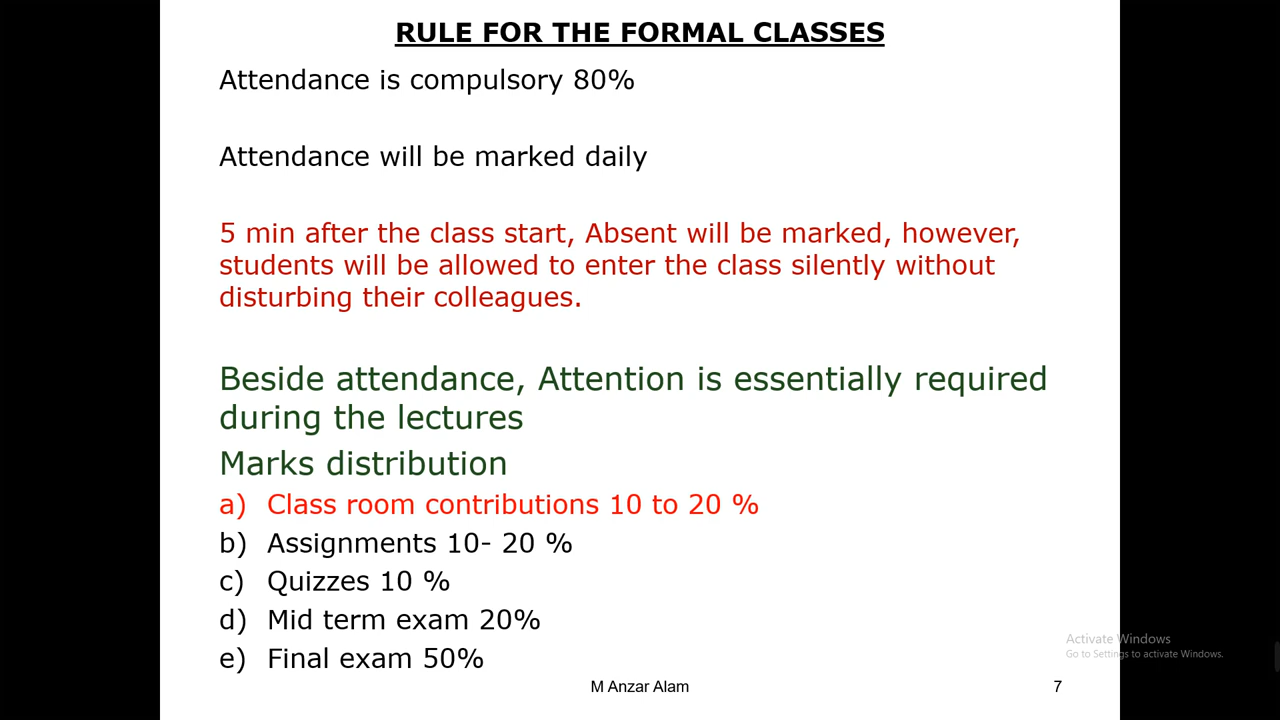 RULE FOR THE FORMAL CLASSES
Attendance is compulsory 80%
Attendance will be marked daily
5 min after the class start, Absent will be marked, however,
students will be allowed to enter the class silently without
disturbing their colleagues.
Beside attendance, Attention is essentially required
during the lectures
Marks distribution
a) Class room contributions 10 to 20 %
b) Assignments 10- 20 %
c) Quizzes 10 %
d) Mid term exam 20%
e) Final exam 50%
Activate Windows
Go to Settings to activate Windows.
M Anzar Alam 7